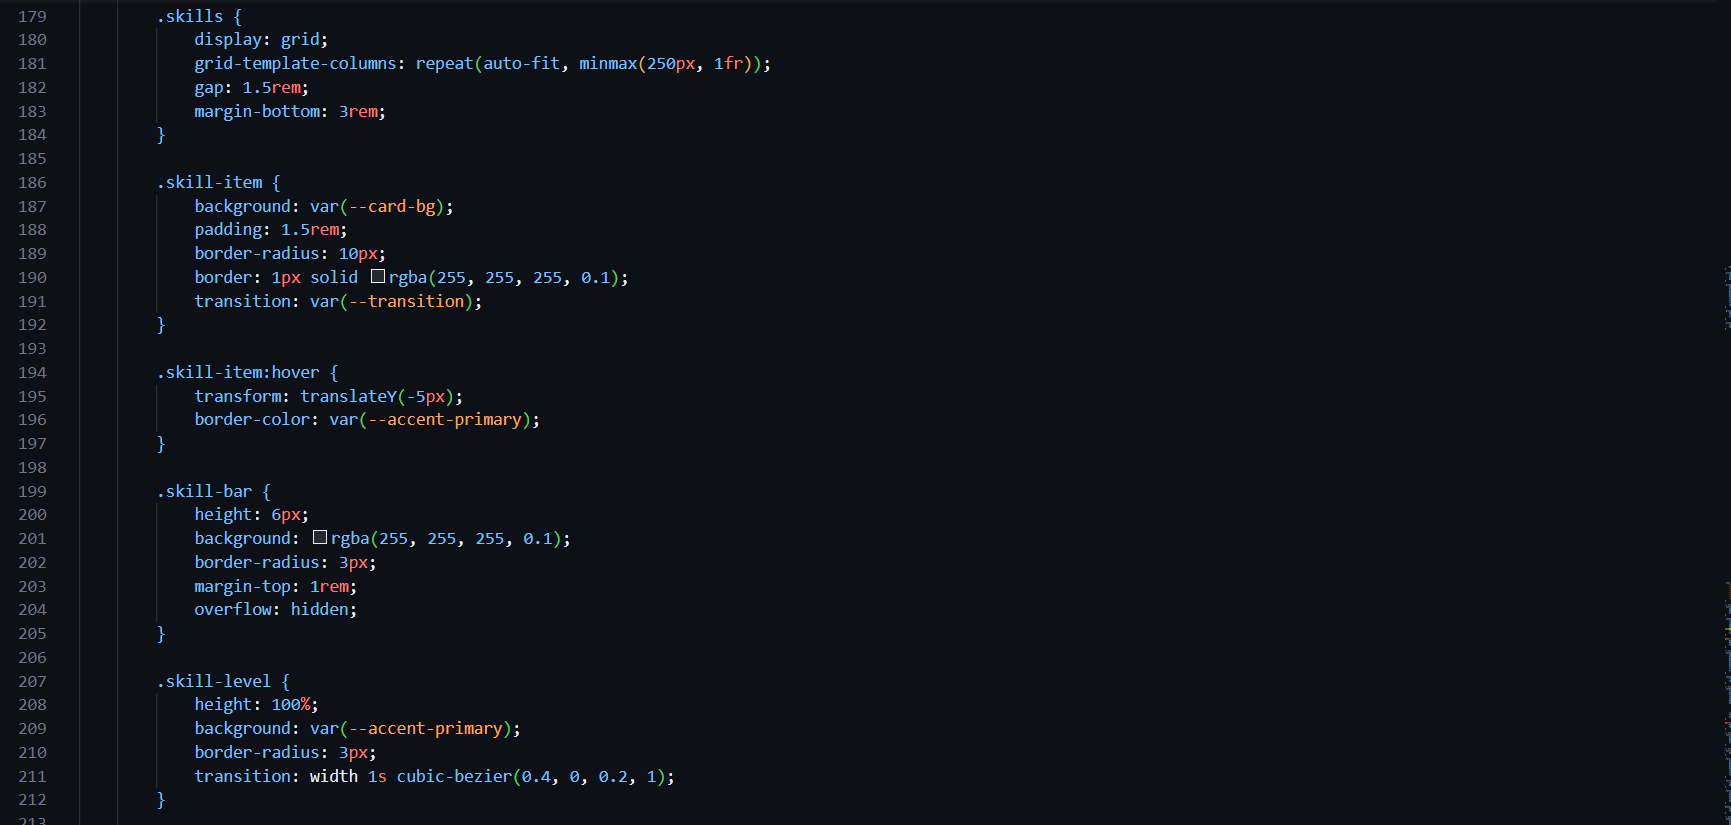 179 .skills {
180 display: grid;
181 grid-template-columns: repeat(auto-fit, minmax(250px, 1fr));
182 gap: 1.5rem;
183 margin-bottom: 3rem;
184 }
185
186 .skill-item {
187 background: var(--card-bg);
188 padding: 1.5rem;
189 border-radius: 10px;
190 border: 1px solid rgba(255, 255, 255, 0.1);
191 transition: var(--transition);
192 }
193
194 .skill-item:hover {
195 transform: translateY(-5px);
196 border-color: var(--accent-primary);
197 }
198
199 .skill-bar {
200 height: 6px;
201 background: rgba(255, 255, 255, 0.1);
202 border-radius: 3px;
203 margin-top: 1rem;
204 overflow: hidden;
205 }
206
207 .skill-level {
208 height: 100%;
209 background: var(--accent-primary);
210 border-radius: 3px;
211 transition: width 1s cubic-bezier(0.4, 0, 0.2, 1);
212 }
213